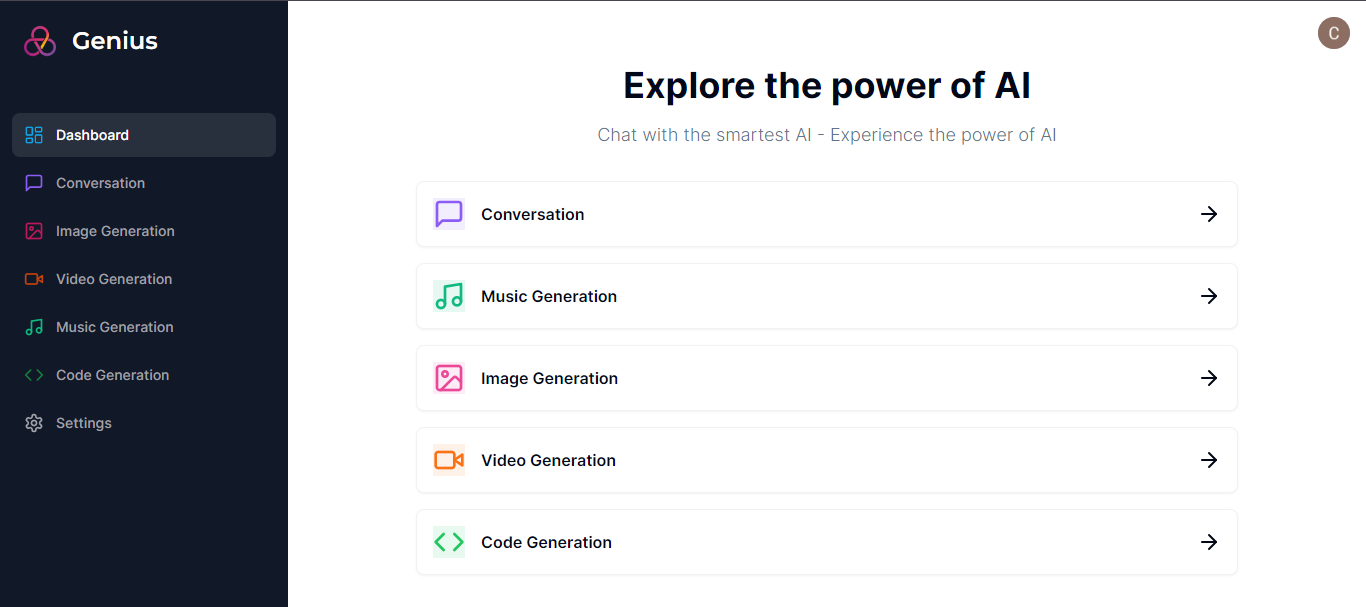 Genius
Dashboard
Conversation
Image Generation
Video Generation
Music Generation
Code Generation
Settings
C
Explore the power of AI
Chat with the smartest AI - Experience the power of AI
Conversation
Music Generation
Image Generation
Video Generation
Code Generation